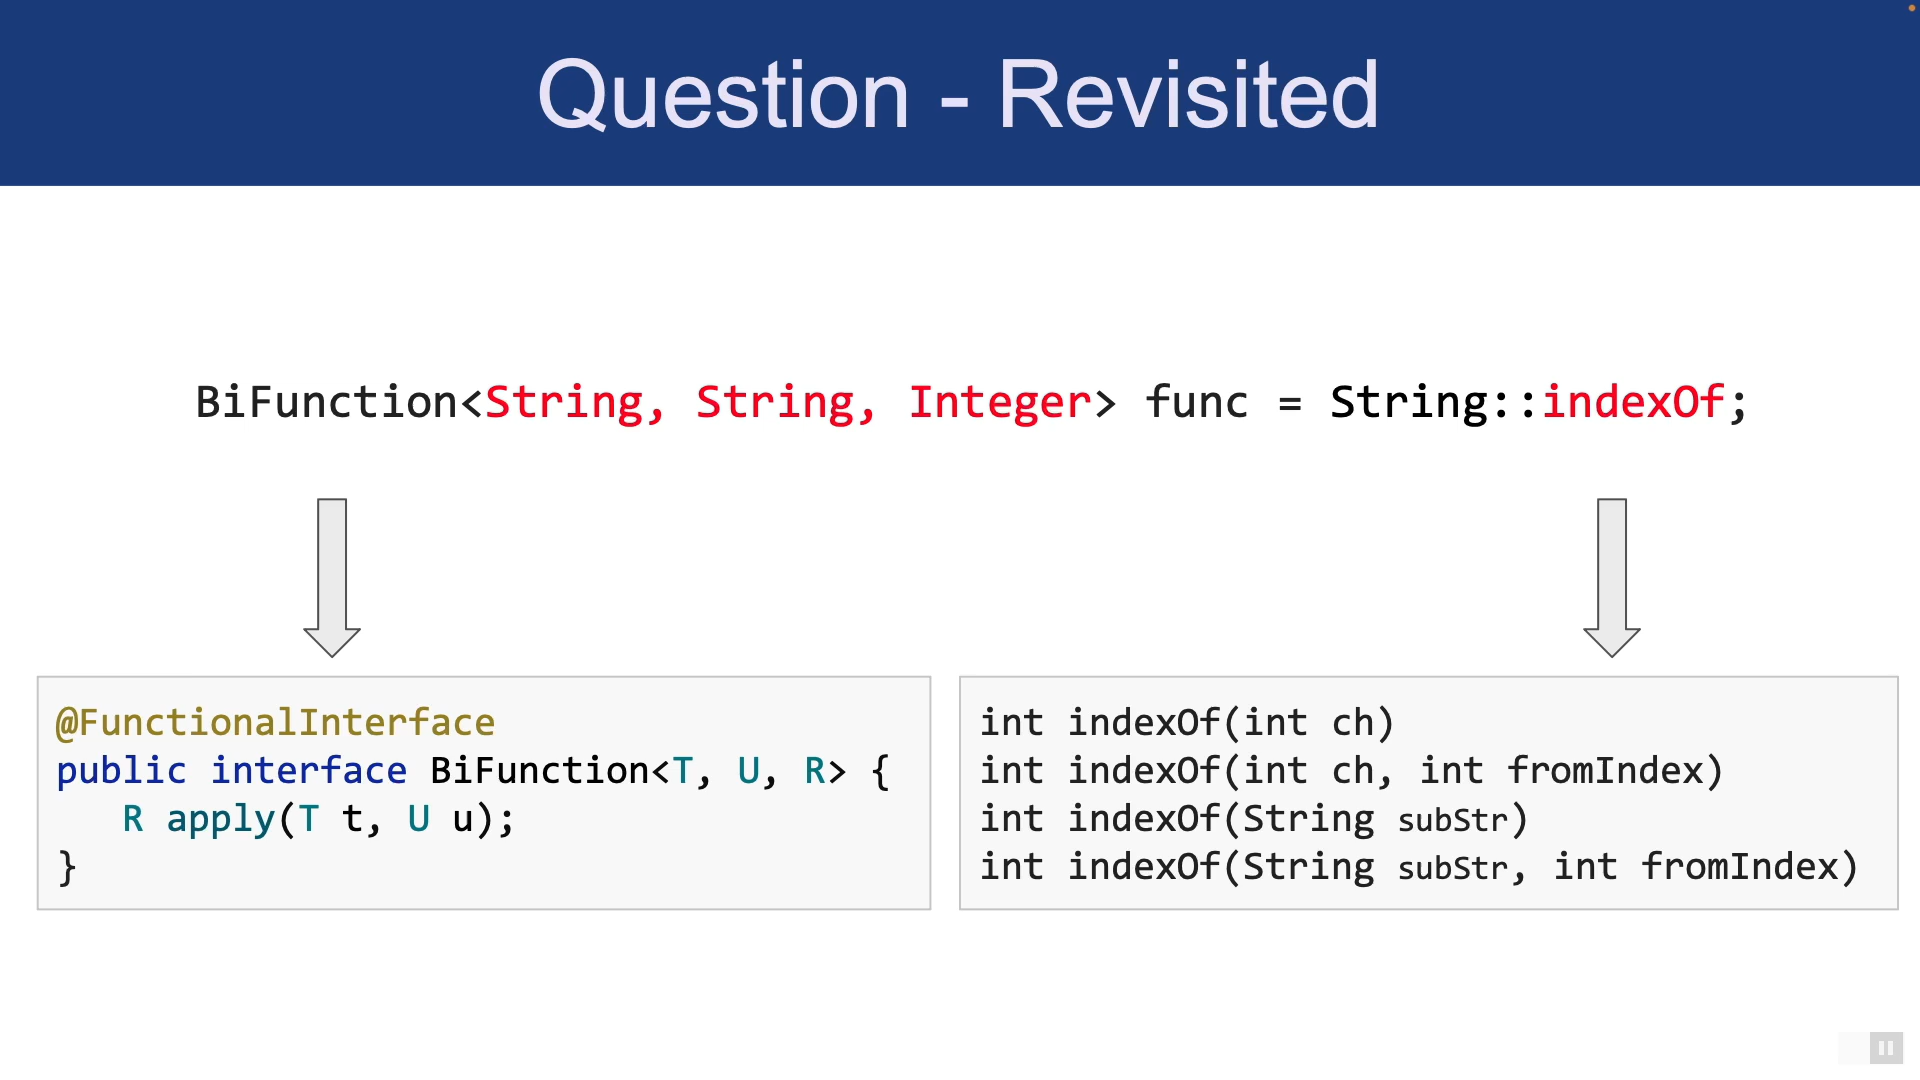 Question - Revisited
BiFunction<String, String, Integer> func = String::indexOf;
@FunctionalInterface
public interface BiFunction<T, U, R> {
   R apply(T t, U u);
}
int indexOf(int ch)
int indexOf(int ch, int fromIndex)
int indexOf(String subStr)
int indexOf(String subStr, int fromIndex)